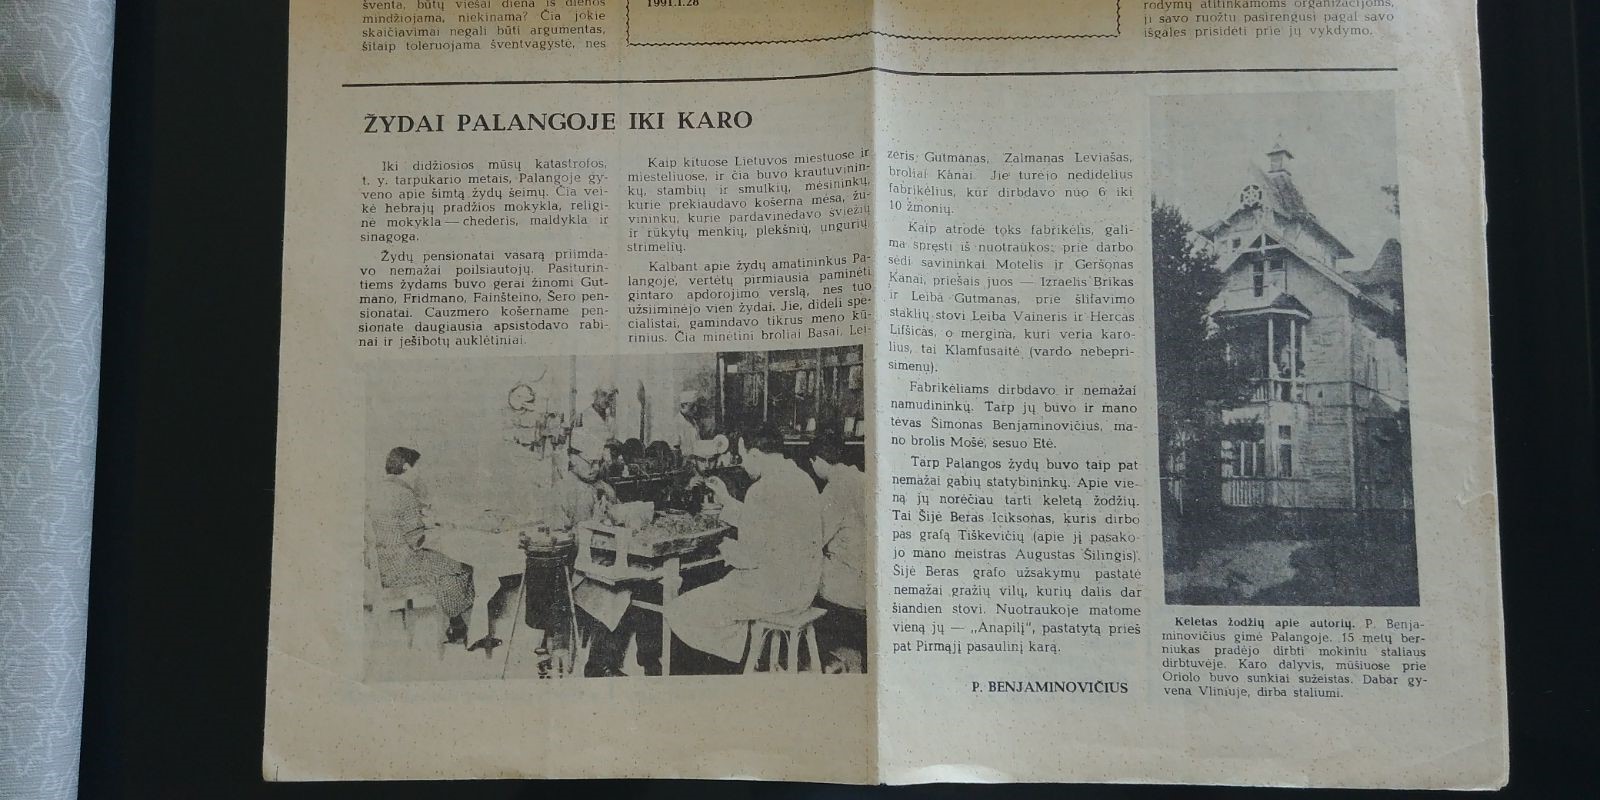 šventa, būtų viešai diena iš dienos
mindžiojama, niekinama? Čia jokie
skaičiavimai negali būti argumentas,
šitaip toleruojama šventvagystė, nes
1991.I.28
rodymų atitinkamoms organizacijoms,
ji savo ruožtu pasirengusi pagal savo
išgales prisidėti prie jų vykdymo.
ŽYDAI PALANGOJE IKI KARO
Iki didžiosios mūsų katastrofos,
t. y. tarpukario metais, Palangoje gy-
veno apie šimtą žydų šeimų. Čia vei-
kė hebrajų pradžios mokykla, religi-
nė mokykla — chederis, maldykla ir
sinagoga.
Žydų pensionatai vasarą priimda-
vo nemažai poilsiautojų. Pasiturin-
tiems žydams buvo gerai žinomi Gut-
mano, Fridmano, Fainšteino, Šero pen-
sionatai. Cauzmero košername pen-
sionate daugiausia apsistodavo rabi-
nai ir ješibotų auklėtiniai.
Kaip kituose Lietuvos miestuose ir
miesteliuose, ir čia buvo krautuvinin-
kų, stambių ir smulkių, mėsininkų,
kurie prekiaudavo košerna mėsa, žu-
vininkų, kurie pardavinėdavo šviežių
ir rūkytų menkių, plekšnių, ungurių,
strimelių.
Kalbant apie žydų amatininkus Pa-
langoje, vertėtų pirmiausia paminėti
gintaro apdorojimo verslą, nes tuo
užsiiminėjo vien žydai. Jie, dideli spe-
cialistai, gamindavo tikrus meno kū-
rinius. Čia minėtini broliai Basai, Lei-
zeris Gutmanas, Zalmanas Leviašas,
broliai Kanai. Jie turėjo nedidelius
fabrikėlius, kur dirbdavo nuo 6 iki
10 žmonių.
Kaip atrodė toks fabrikėlis, gali-
ma spręsti iš nuotraukos: prie darbo
sėdi savininkai Motelis ir Geršonas
Kanai, priešais juos — Izraelis Brikas
ir Leiba Gutmanas, prie šlifavimo
staklių stovi Leiba Vaineris ir Hercas
Lifšicas, o mergina, kuri veria karo-
lius, tai Klamfusaitė (vardo nebepri-
simenu).
Fabrikėliams dirbdavo ir nemažai
namudininkų. Tarp jų buvo ir mano
tėvas Šimonas Benjaminovičius, ma-
no brolis Mošė, sesuo Etė.
Tarp Palangos žydų buvo taip pat
nemažai gabių statybininkų. Apie vie-
ną jų norėčiau tarti keletą žodžių.
Tai Šijė Beras Iciksonas, kuris dirbo
pas grafą Tiškevičių (apie jį pasako-
jo mano meistras Augustas Šilingis).
Šijė Beras grafo užsakymu pastatė
nemažai gražių vilų, kurių dalis dar
šiandien stovi. Nuotraukoje matome
vieną jų — „Anapilį“, pastatytą prieš
pat Pirmąjį pasaulinį karą.
P. BENJAMINOVIČIUS
Keletas žodžių apie autorių. P. Benja-
minovičius gimė Palangoje. 15 metų ber-
niukas pradėjo dirbti mokiniu staliaus
dirbtuvėje. Karo dalyvis, mūšiuose prie
Oriolo buvo sunkiai sužeistas. Dabar gy-
vena Vliniuje, dirba staliumi.